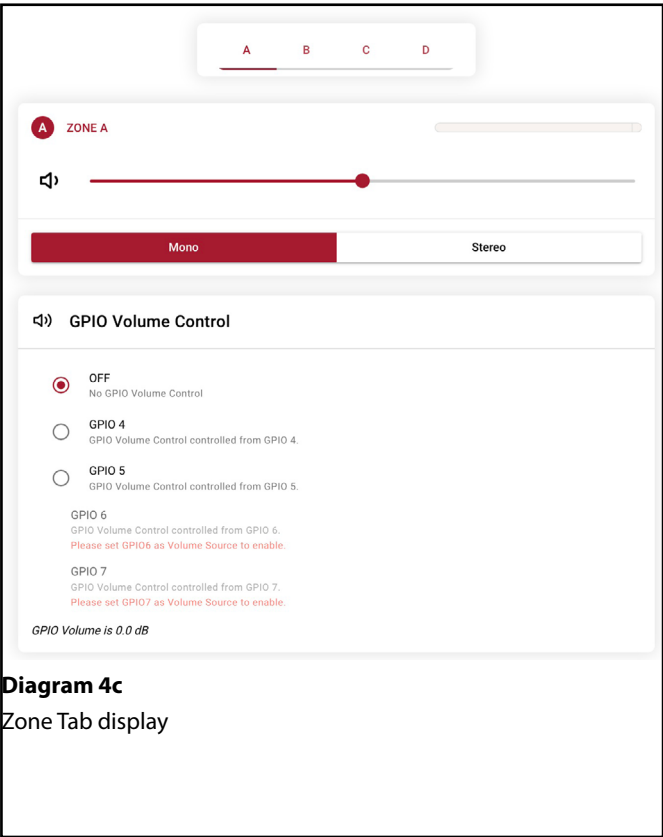 A B C D
A ZONE A
Mono Stereo
GPIO Volume Control
OFF
No GPIO Volume Control
GPIO 4
GPIO Volume Control controlled from GPIO 4.
GPIO 5
GPIO Volume Control controlled from GPIO 5.
GPIO 6
GPIO Volume Control controlled from GPIO 6.
Please set GPIO6 as Volume Source to enable.
GPIO 7
GPIO Volume Control controlled from GPIO 7.
Please set GPIO7 as Volume Source to enable.
GPIO Volume is 0.0 dB
Diagram 4c
Zone Tab display